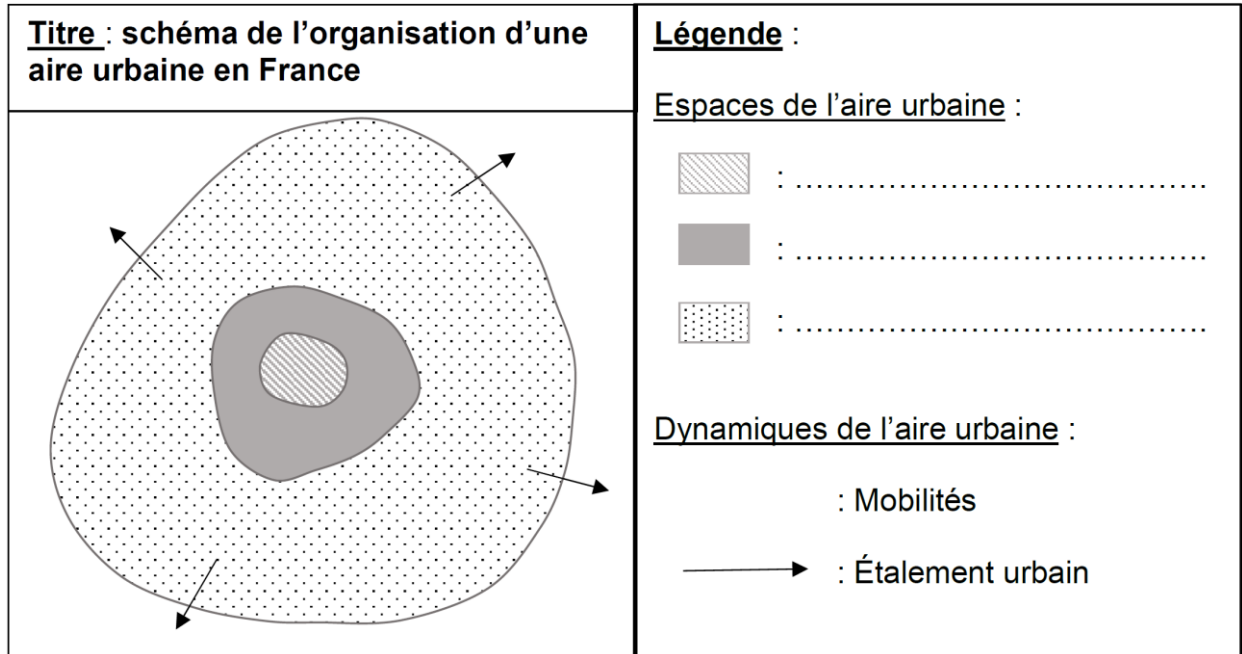 Titre : schéma de l’organisation d’une
aire urbaine en France
Légende :
Espaces de l’aire urbaine :
: ………………………………….
: ………………………………….
: ………………………………….
Dynamiques de l’aire urbaine :
: Mobilités
: Étalement urbain